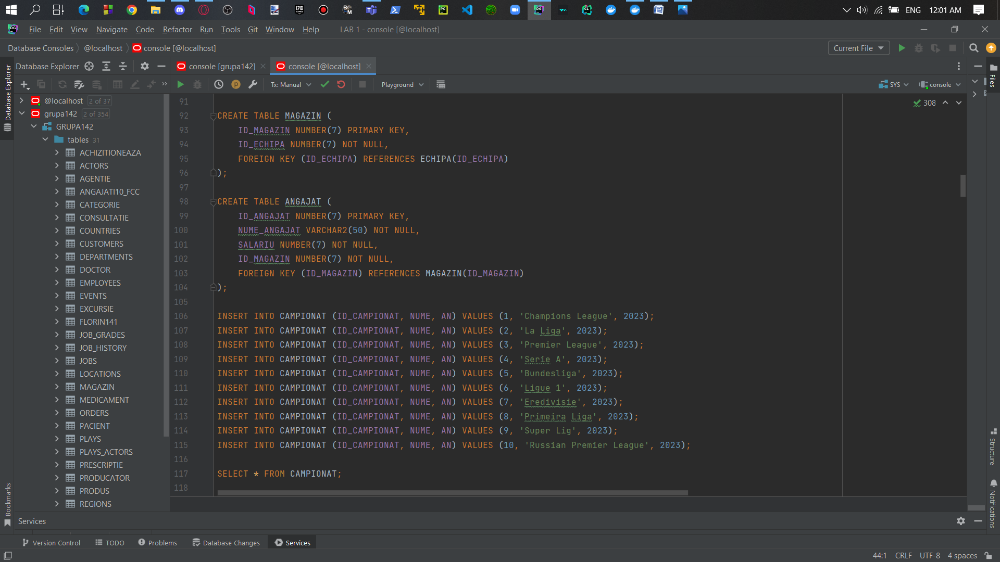 ENG 12:01 AM
File Edit View Navigate Code Refactor Run Tools Git Window Help LAB 1 - console [@localhost]
Database Consoles @localhost console [@localhost] Current File
Database Explorer console [grupa142] console [@localhost]
Tx: Manual Playground SYS console
@localhost 2 of 37
grupa142 2 of 354
GRUPA142
tables 31
ACHIZITIONEAZA
ACTORS
AGENTIE
ANGAJATI10_FCC
CATEGORIE
CONSULTATIE
COUNTRIES
CUSTOMERS
DEPARTMENTS
DOCTOR
EMPLOYEES
EVENTS
EXCURSIE
FLORIN141
JOB_GRADES
JOB_HISTORY
JOBS
LOCATIONS
MAGAZIN
MEDICAMENT
ORDERS
PACIENT
PLAYS
PLAYS_ACTORS
PRESCRIPTIE
PRODUCATOR
PRODUS
REGIONS
308
91
92 CREATE TABLE MAGAZIN (
93 ID_MAGAZIN NUMBER(7) PRIMARY KEY,
94 ID_ECHIPA NUMBER(7) NOT NULL,
95 FOREIGN KEY (ID_ECHIPA) REFERENCES ECHIPA(ID_ECHIPA)
96 );
97
98 CREATE TABLE ANGAJAT (
99 ID_ANGAJAT NUMBER(7) PRIMARY KEY,
100 NUME_ANGAJAT VARCHAR2(50) NOT NULL,
101 SALARIU NUMBER(7) NOT NULL,
102 ID_MAGAZIN NUMBER(7) NOT NULL,
103 FOREIGN KEY (ID_MAGAZIN) REFERENCES MAGAZIN(ID_MAGAZIN)
104 );
105
106 INSERT INTO CAMPIONAT (ID_CAMPIONAT, NUME, AN) VALUES (1, 'Champions League', 2023);
107 INSERT INTO CAMPIONAT (ID_CAMPIONAT, NUME, AN) VALUES (2, 'La Liga', 2023);
108 INSERT INTO CAMPIONAT (ID_CAMPIONAT, NUME, AN) VALUES (3, 'Premier League', 2023);
109 INSERT INTO CAMPIONAT (ID_CAMPIONAT, NUME, AN) VALUES (4, 'Serie A', 2023);
110 INSERT INTO CAMPIONAT (ID_CAMPIONAT, NUME, AN) VALUES (5, 'Bundesliga', 2023);
111 INSERT INTO CAMPIONAT (ID_CAMPIONAT, NUME, AN) VALUES (6, 'Ligue 1', 2023);
112 INSERT INTO CAMPIONAT (ID_CAMPIONAT, NUME, AN) VALUES (7, 'Eredivisie', 2023);
113 INSERT INTO CAMPIONAT (ID_CAMPIONAT, NUME, AN) VALUES (8, 'Primeira Liga', 2023);
114 INSERT INTO CAMPIONAT (ID_CAMPIONAT, NUME, AN) VALUES (9, 'Super Lig', 2023);
115 INSERT INTO CAMPIONAT (ID_CAMPIONAT, NUME, AN) VALUES (10, 'Russian Premier League', 2023);
116
117 SELECT * FROM CAMPIONAT;
118
Database Explorer
Bookmarks
Files
Structure
Notifications
Services
Version Control TODO Problems Database Changes Services
44:1 CRLF UTF-8 4 spaces